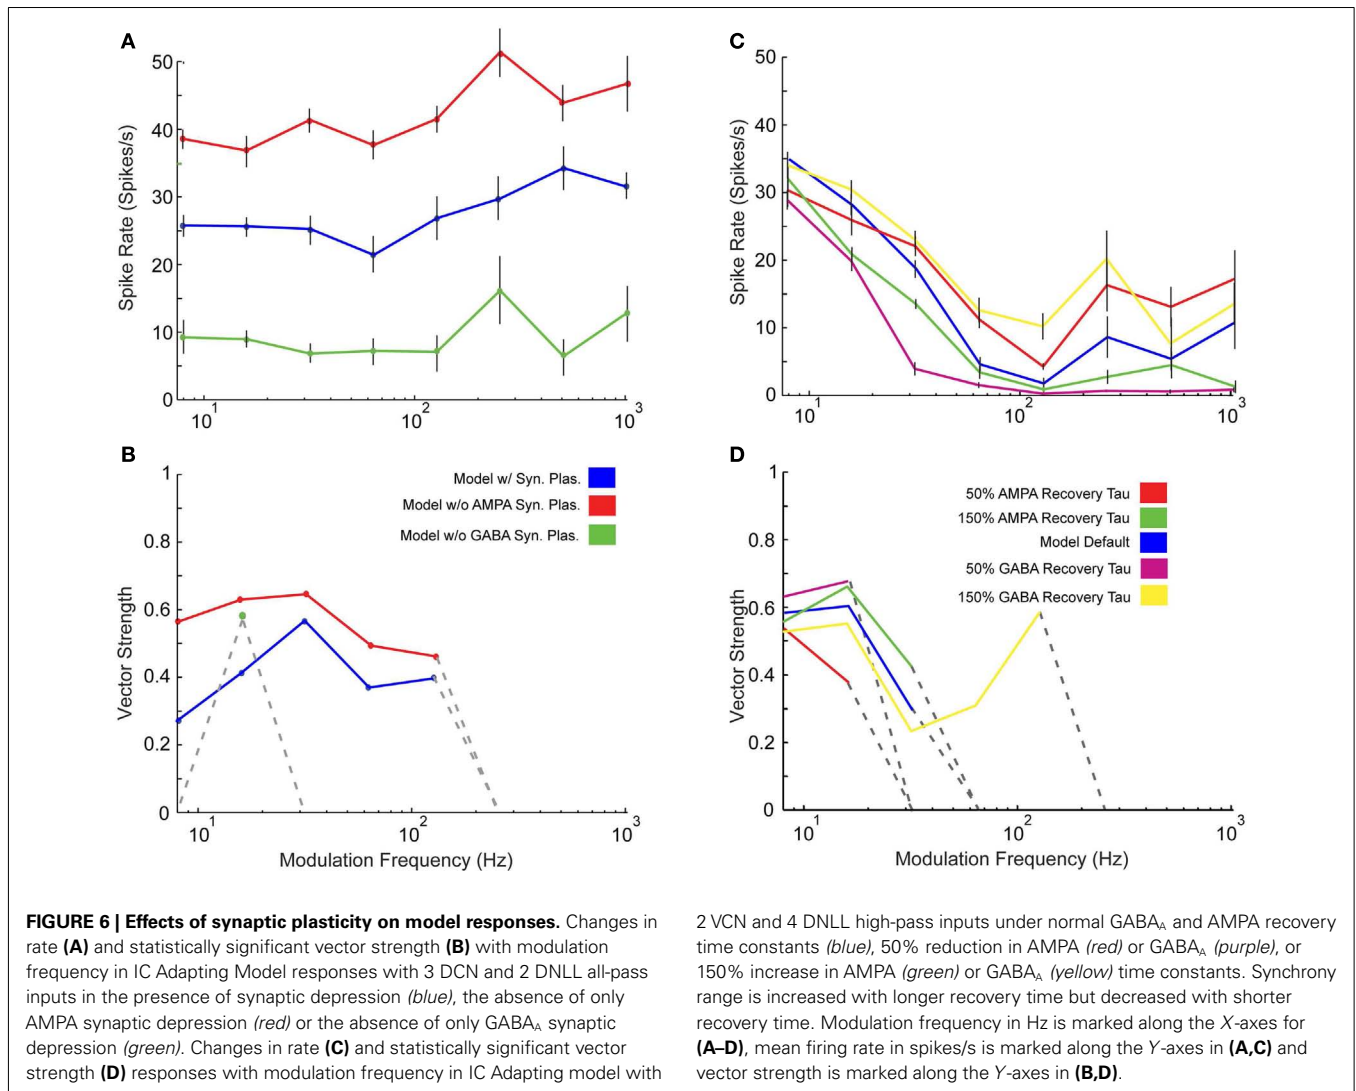 A
50
40
30
20
10
0
Spike Rate (Spikes/s)
10^1
10^2
10^3
C
50
40
30
20
10
0
Spike Rate (Spikes/s)
10^1
10^2
10^3
B
1
0.8
0.6
0.4
0.2
0
Vector Strength
Model w/ Syn. Plas.
Model w/o AMPA Syn. Plas.
Model w/o GABA Syn. Plas.
10^1
10^2
10^3
Modulation Frequency (Hz)
D
1
0.8
0.6
0.4
0.2
0
Vector Strength
50% AMPA Recovery Tau
150% AMPA Recovery Tau
Model Default
50% GABA Recovery Tau
150% GABA Recovery Tau
10^1
10^2
10^3
Modulation Frequency (Hz)
FIGURE 6 | Effects of synaptic plasticity on model responses. Changes in
rate (A) and statistically significant vector strength (B) with modulation
frequency in IC Adapting Model responses with 3 DCN and 2 DNLL all-pass
inputs in the presence of synaptic depression (blue), the absence of only
AMPA synaptic depression (red) or the absence of only GABA_A synaptic
depression (green). Changes in rate (C) and statistically significant vector
strength (D) responses with modulation frequency in IC Adapting model with
2 VCN and 4 DNLL high-pass inputs under normal GABA_A and AMPA recovery
time constants (blue), 50% reduction in AMPA (red) or GABA_A (purple), or
150% increase in AMPA (green) or GABA_A (yellow) time constants. Synchrony
range is increased with longer recovery time but decreased with shorter
recovery time. Modulation frequency in Hz is marked along the X-axes for
(A–D), mean firing rate in spikes/s is marked along the Y-axes in (A,C) and
vector strength is marked along the Y-axes in (B,D).